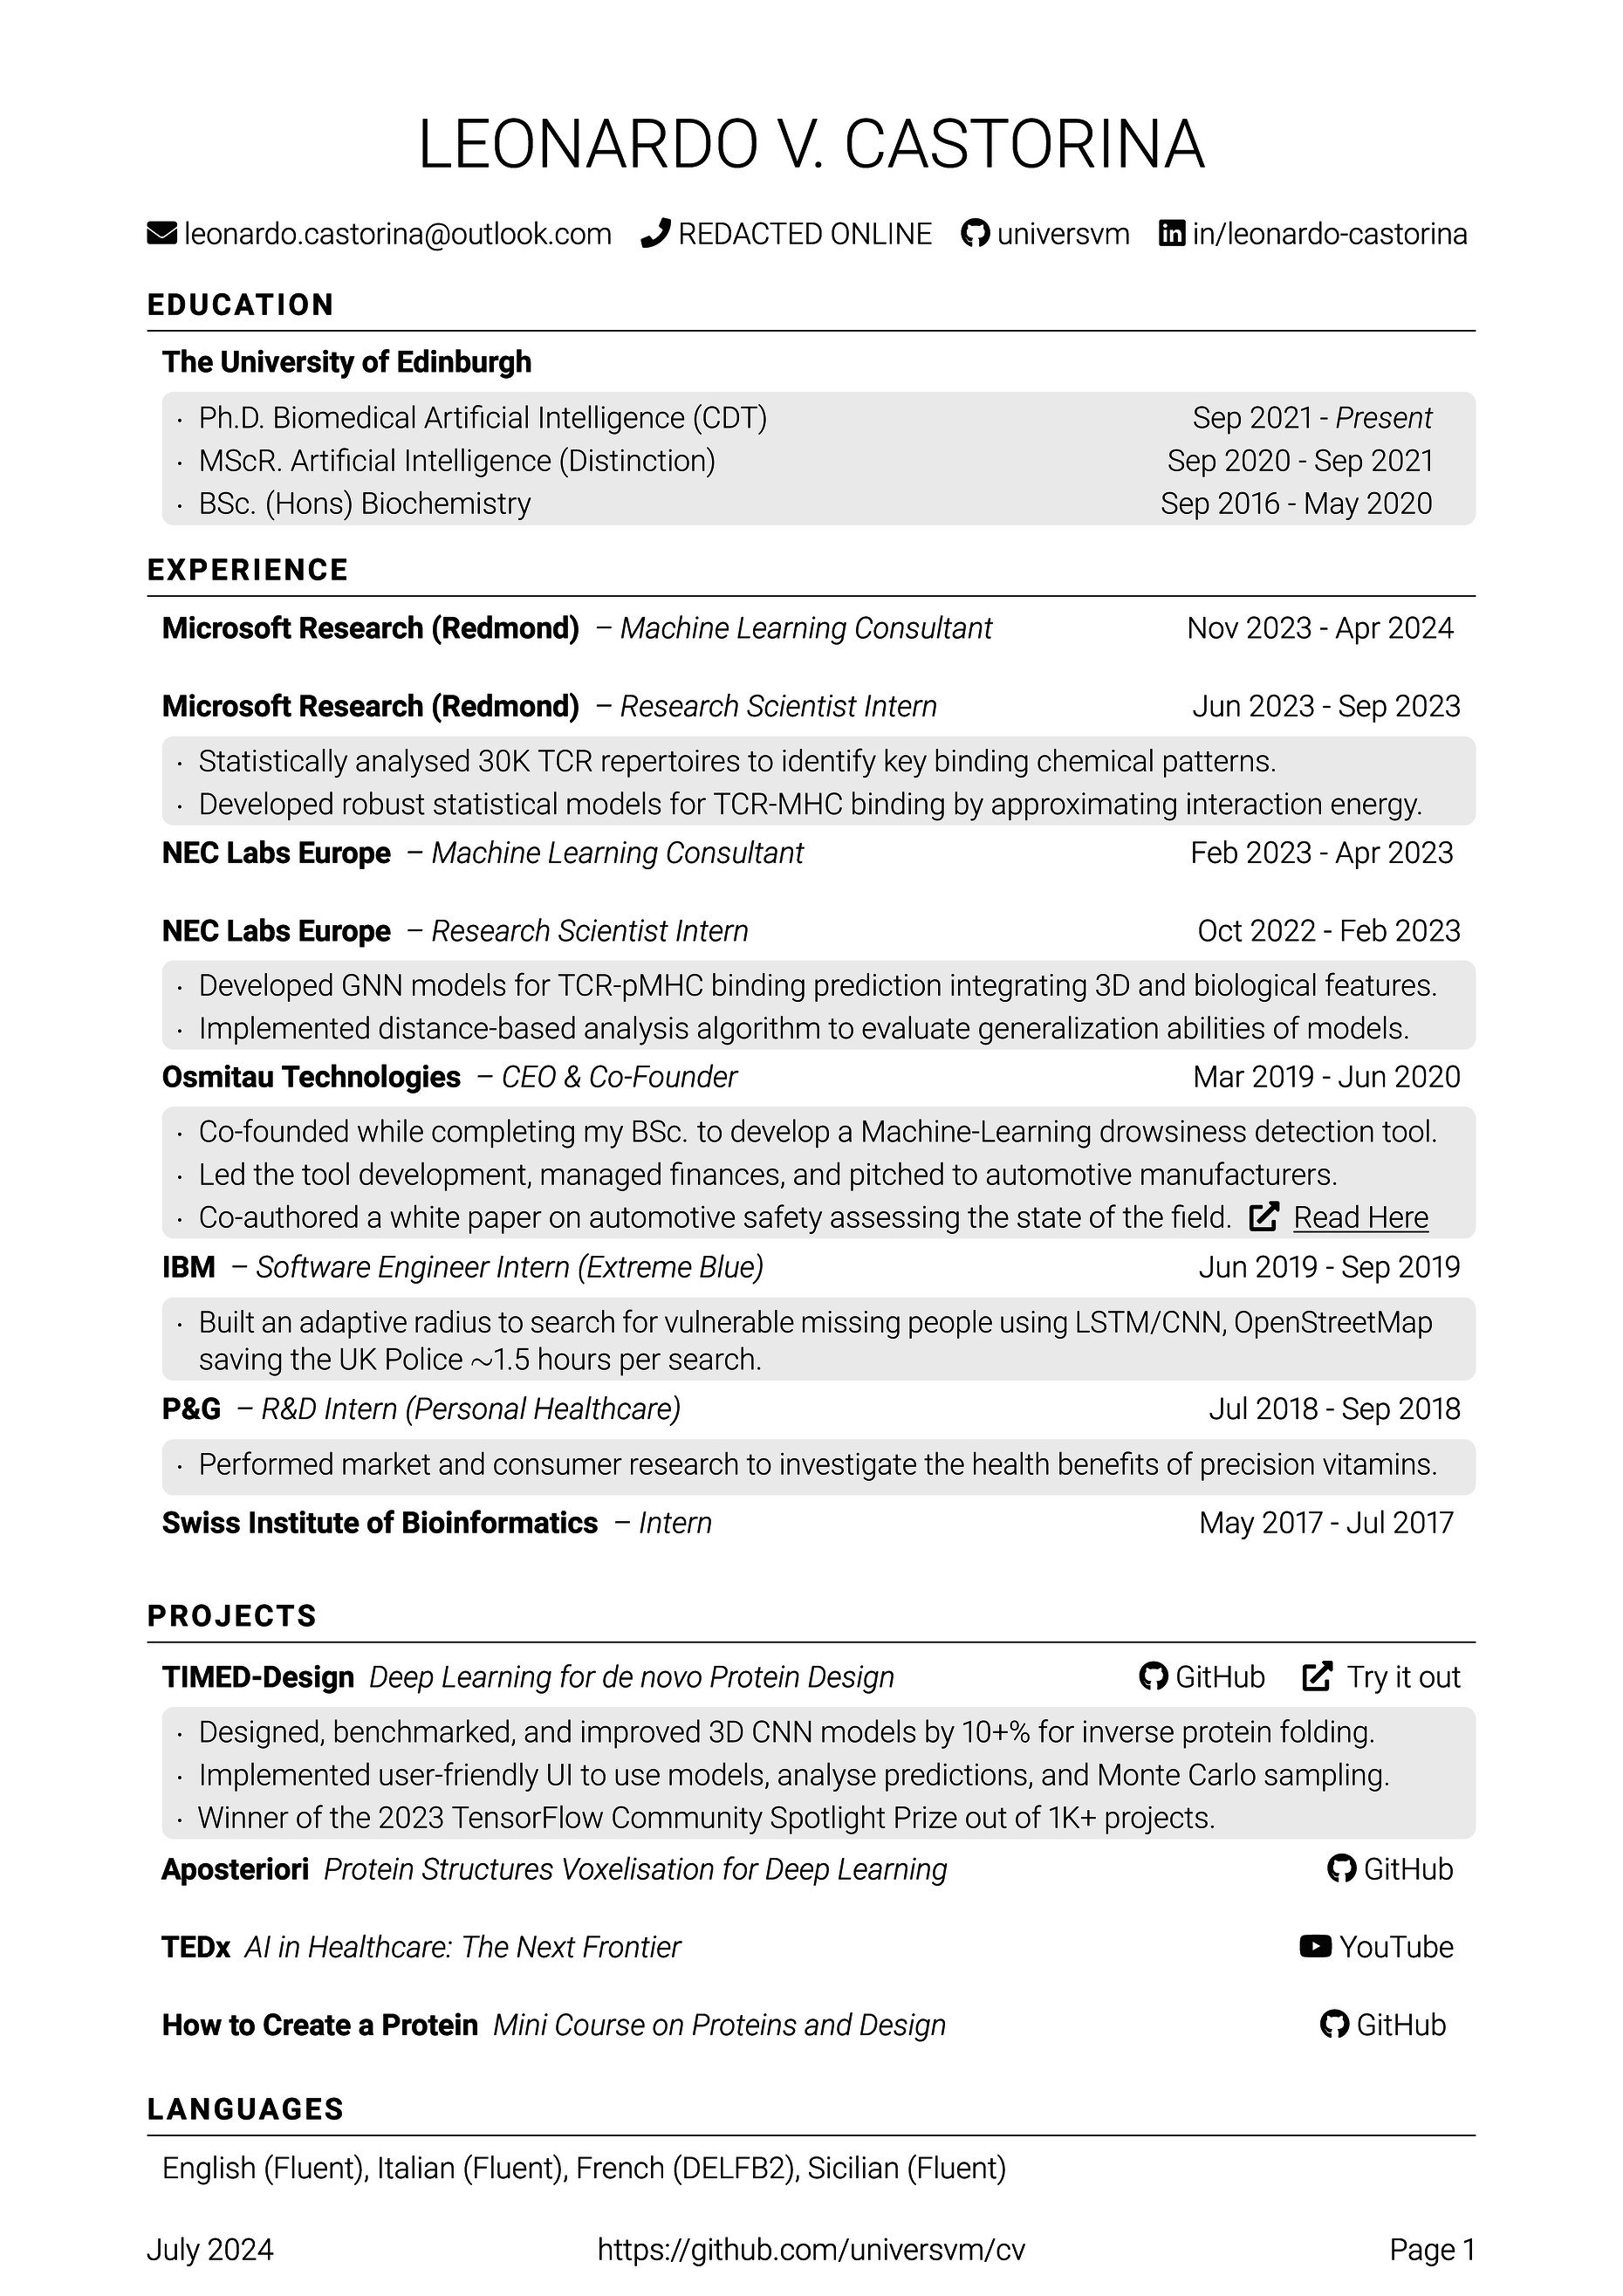 LEONARDO V. CASTORINA
leonardo.castorina@outlook.com REDACTED ONLINE universvm in/leonardo-castorina
EDUCATION
The University of Edinburgh
· Ph.D. Biomedical Artificial Intelligence (CDT) Sep 2021 - Present
· MScR. Artificial Intelligence (Distinction) Sep 2020 - Sep 2021
· BSc. (Hons) Biochemistry Sep 2016 - May 2020
EXPERIENCE
Microsoft Research (Redmond) – Machine Learning Consultant Nov 2023 - Apr 2024
Microsoft Research (Redmond) – Research Scientist Intern Jun 2023 - Sep 2023
· Statistically analysed 30K TCR repertoires to identify key binding chemical patterns.
· Developed robust statistical models for TCR-MHC binding by approximating interaction energy.
NEC Labs Europe – Machine Learning Consultant Feb 2023 - Apr 2023
NEC Labs Europe – Research Scientist Intern Oct 2022 - Feb 2023
· Developed GNN models for TCR-pMHC binding prediction integrating 3D and biological features.
· Implemented distance-based analysis algorithm to evaluate generalization abilities of models.
Osmitau Technologies – CEO & Co-Founder Mar 2019 - Jun 2020
· Co-founded while completing my BSc. to develop a Machine-Learning drowsiness detection tool.
· Led the tool development, managed finances, and pitched to automotive manufacturers.
· Co-authored a white paper on automotive safety assessing the state of the field. Read Here
IBM – Software Engineer Intern (Extreme Blue) Jun 2019 - Sep 2019
· Built an adaptive radius to search for vulnerable missing people using LSTM/CNN, OpenStreetMap
saving the UK Police ~1.5 hours per search.
P&G – R&D Intern (Personal Healthcare) Jul 2018 - Sep 2018
· Performed market and consumer research to investigate the health benefits of precision vitamins.
Swiss Institute of Bioinformatics – Intern May 2017 - Jul 2017
PROJECTS
TIMED-Design Deep Learning for de novo Protein Design GitHub Try it out
· Designed, benchmarked, and improved 3D CNN models by 10+% for inverse protein folding.
· Implemented user-friendly UI to use models, analyse predictions, and Monte Carlo sampling.
· Winner of the 2023 TensorFlow Community Spotlight Prize out of 1K+ projects.
Aposteriori Protein Structures Voxelisation for Deep Learning GitHub
TEDx AI in Healthcare: The Next Frontier YouTube
How to Create a Protein Mini Course on Proteins and Design GitHub
LANGUAGES
English (Fluent), Italian (Fluent), French (DELFB2), Sicilian (Fluent)
July 2024 https://github.com/universvm/cv Page 1